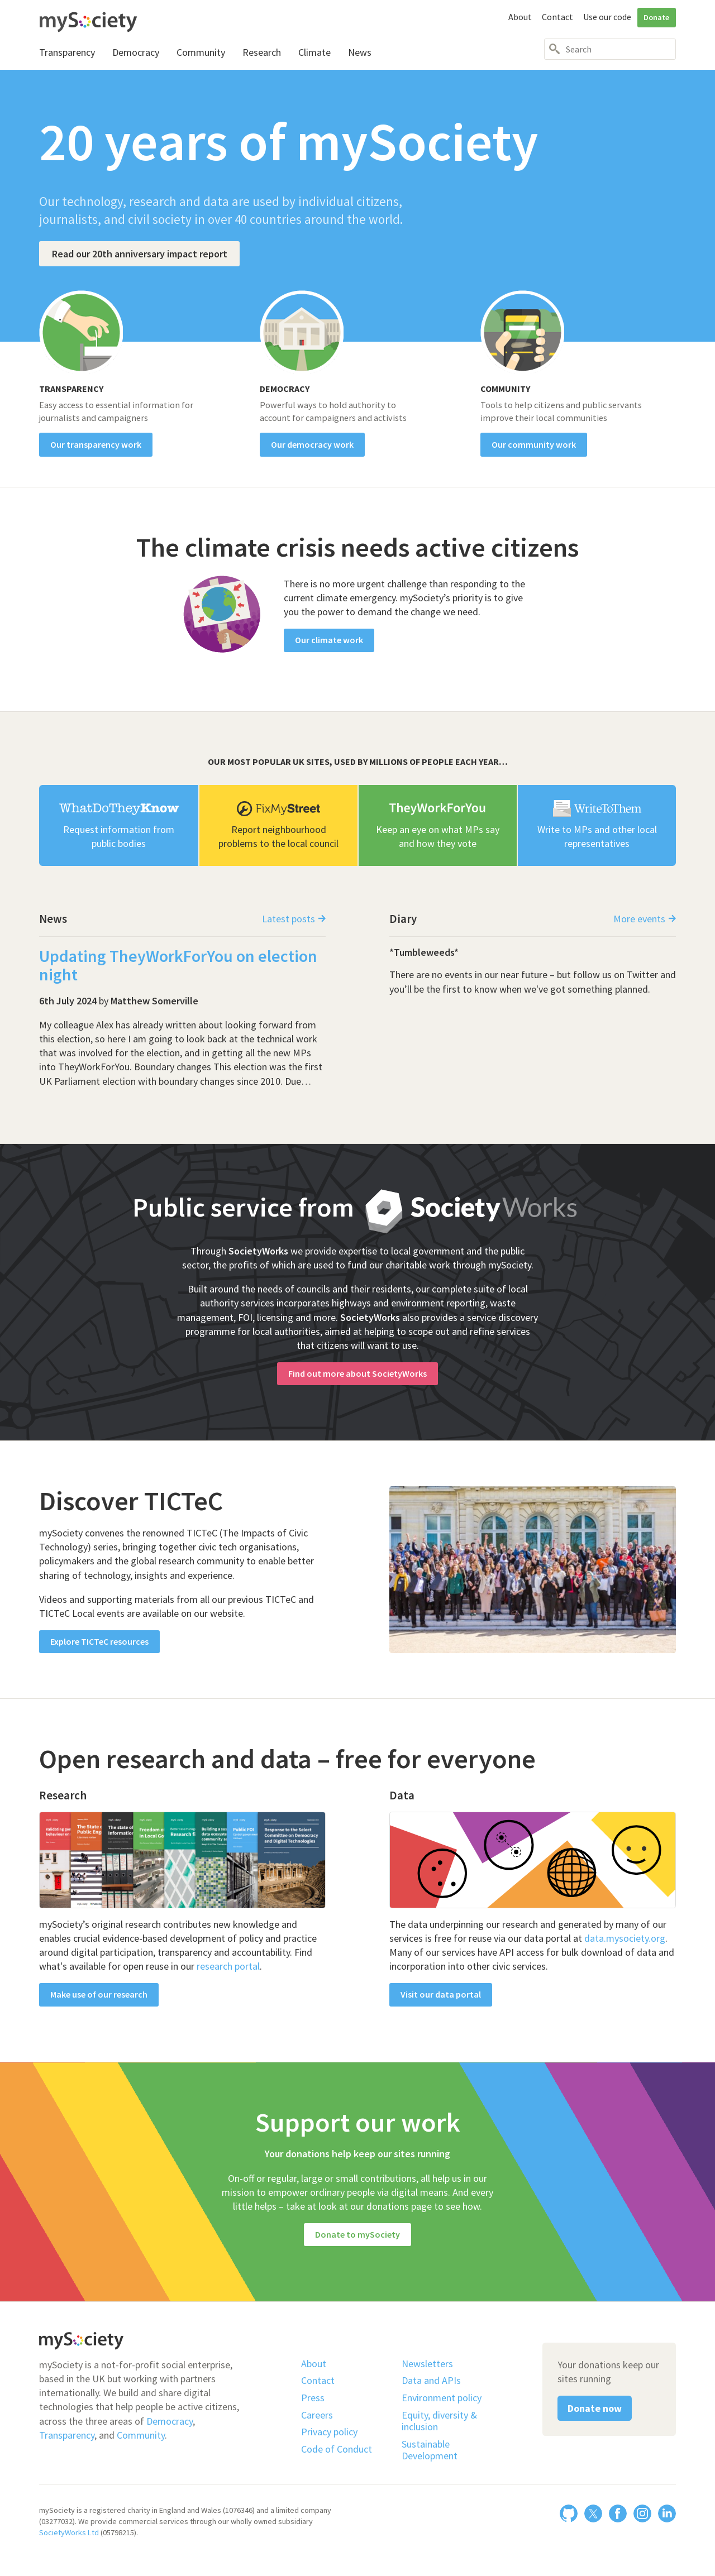 mySociety
About Contact Use our code Donate
Transparency Democracy Community Research Climate News
Search
20 years of mySociety
Our technology, research and data are used by individual citizens,
journalists, and civil society in over 40 countries around the world.
Read our 20th anniversary impact report
TRANSPARENCY
Easy access to essential information for
journalists and campaigners
Our transparency work
DEMOCRACY
Powerful ways to hold authority to
account for campaigners and activists
Our democracy work
COMMUNITY
Tools to help citizens and public servants
improve their local communities
Our community work
The climate crisis needs active citizens
There is no more urgent challenge than responding to the
current climate emergency. mySociety's priority is to give
you the power to demand the change we need.
Our climate work
OUR MOST POPULAR UK SITES, USED BY MILLIONS OF PEOPLE EACH YEAR…
WhatDoTheyKnow
Request information from
public bodies
FixMyStreet
Report neighbourhood
problems to the local council
TheyWorkForYou
Keep an eye on what MPs say
and how they vote
WriteToThem
Write to MPs and other local
representatives
News
Latest posts →
Updating TheyWorkForYou on election
night
6th July 2024 by Matthew Somerville
My colleague Alex has already written about looking forward from
this election, so here I am going to look back at the technical work
that was involved for the election, and in getting all the new MPs
into TheyWorkForYou. Boundary changes This election was the first
UK Parliament election with boundary changes since 2010. Due…
Diary
More events →
*Tumbleweeds*
There are no events in our near future – but follow us on Twitter and
you'll be the first to know when we've got something planned.
Public service from SocietyWorks
Through SocietyWorks we provide expertise to local government and the public
sector, the profits of which are used to fund our charitable work through mySociety.
Built around the needs of councils and their residents, our complete suite of local
authority services incorporates highways and environment reporting, waste
management, FOI, licensing and more. SocietyWorks also provides a service discovery
programme for local authorities, aimed at helping to scope out and refine services
that citizens will want to use.
Find out more about SocietyWorks
Discover TICTeC
mySociety convenes the renowned TICTeC (The Impacts of Civic
Technology) series, bringing together civic tech organisations,
policymakers and the global research community to enable better
sharing of technology, insights and experience.
Videos and supporting materials from all our previous TICTeC and
TICTeC Local events are available on our website.
Explore TICTeC resources
Open research and data – free for everyone
Research
Response to the Select
Committee on Democracy
and Digital Technologies
mySociety's original research contributes new knowledge and
enables crucial evidence-based development of policy and practice
around digital participation, transparency and accountability. Find
what's available for open reuse in our research portal.
Make use of our research
Data
The data underpinning our research and generated by many of our
services is free for reuse via our data portal at data.mysociety.org.
Many of our services have API access for bulk download of data and
incorporation into other civic services.
Visit our data portal
Support our work
Your donations help keep our sites running
On-off or regular, large or small contributions, all help us in our
mission to empower ordinary people via digital means. And every
little helps – take at look at our donations page to see how.
Donate to mySociety
mySociety
mySociety is a not-for-profit social enterprise,
based in the UK but working with partners
internationally. We build and share digital
technologies that help people be active citizens,
across the three areas of Democracy,
Transparency, and Community.
About
Contact
Press
Careers
Privacy policy
Code of Conduct
Newsletters
Data and APIs
Environment policy
Equity, diversity &
inclusion
Sustainable
Development
Your donations keep our
sites running
Donate now
mySociety is a registered charity in England and Wales (1076346) and a limited company
(03277032). We provide commercial services through our wholly owned subsidiary
SocietyWorks Ltd (05798215).